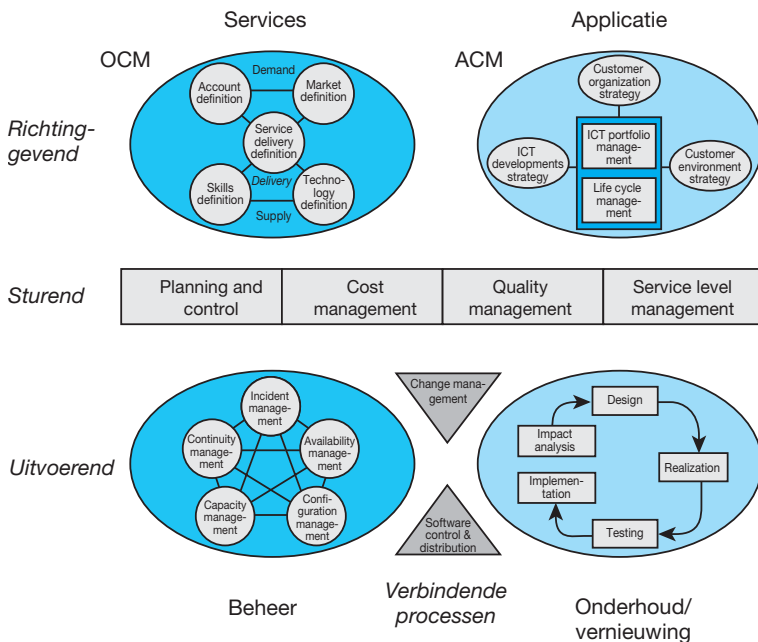 Services
Applicatie
OCM
ACM
Richting-
gevend
Demand
Account
definition
Market
definition
Service
delivery
definition
Skills
definition
Delivery
Techno-
logy
definition
Supply
Customer
organization
strategy
ICT
developments
strategy
ICT portfolio
manage-
ment
Life cycle
manage-
ment
Customer
environment
strategy
Sturend
Planning and
control
Cost
management
Quality
management
Service level
management
Uitvoerend
Incident
manage-
ment
Continuity
manage-
ment
Availability
manage-
ment
Capacity
manage-
ment
Confi-
guration
manage-
ment
Change mana-
gement
Software
control &
distribution
Design
Impact
analysis
Realization
Implemen-
tation
Testing
Beheer
Verbindende
processen
Onderhoud/
vernieuwing